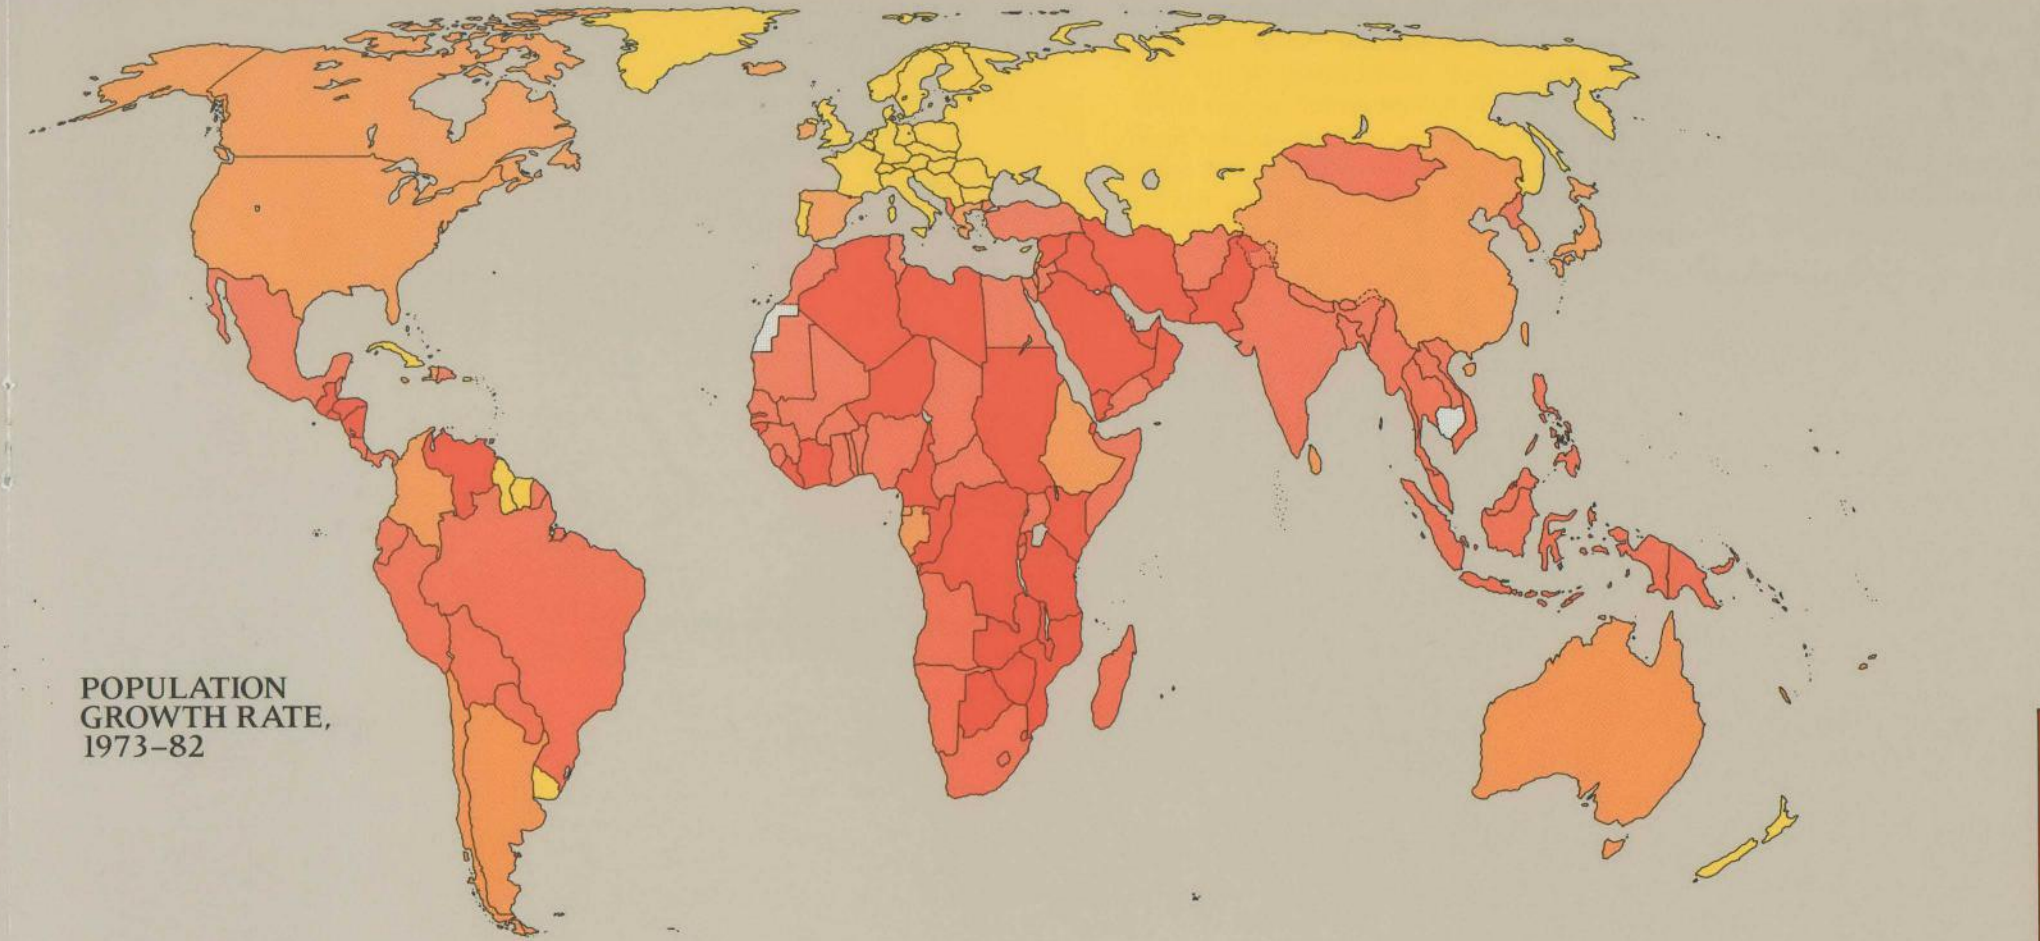 POPULATION
GROWTH RATE,
1973–82